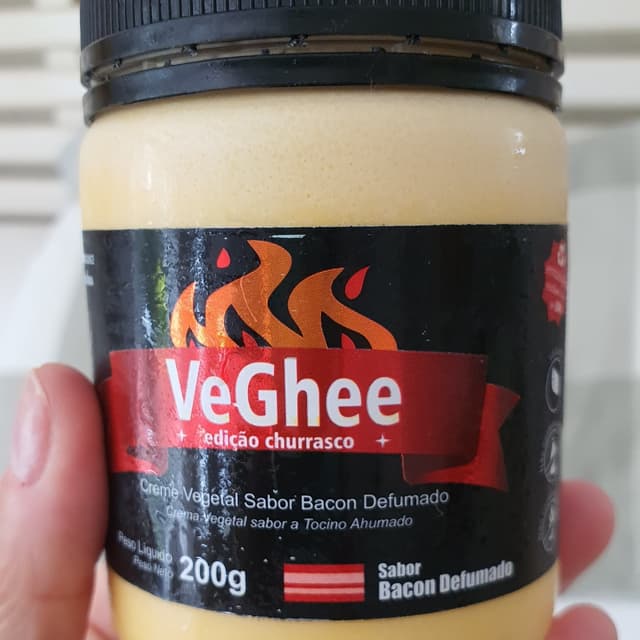 VeGhee
edição churrasco
Creme Vegetal Sabor Bacon Defumado
Crema Vegetal sabor a Tocino Ahumado
Peso Líquido
Peso Neto
200g
Sabor
Bacon Defumado